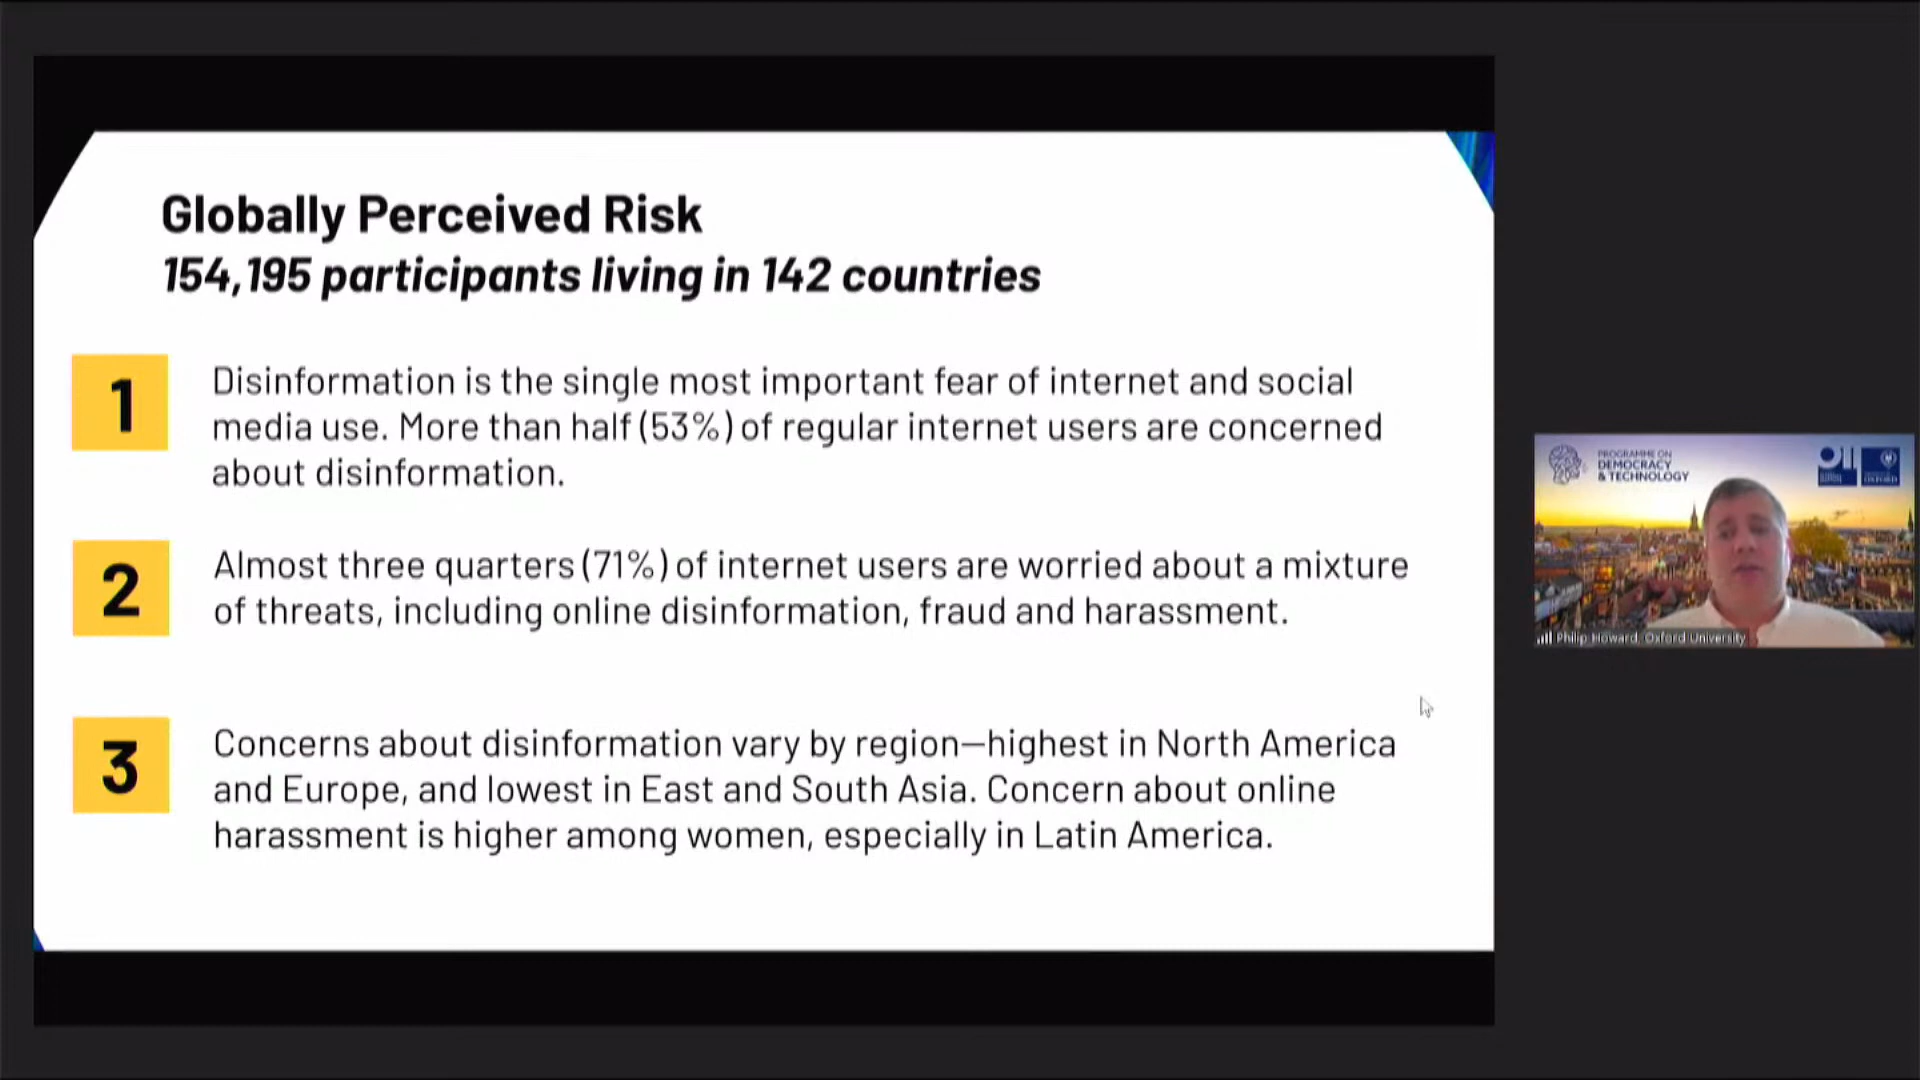 Globally Perceived Risk
154,195 participants living in 142 countries
1
Disinformation is the single most important fear of internet and social
media use. More than half (53%) of regular internet users are concerned
about disinformation.
2
Almost three quarters (71%) of internet users are worried about a mixture
of threats, including online disinformation, fraud and harassment.
3
Concerns about disinformation vary by region—highest in North America
and Europe, and lowest in East and South Asia. Concern about online
harassment is higher among women, especially in Latin America.
PROGRAMME ON
DEMOCRACY
& TECHNOLOGY
OII
OXFORD
Philip Howard, Oxford University